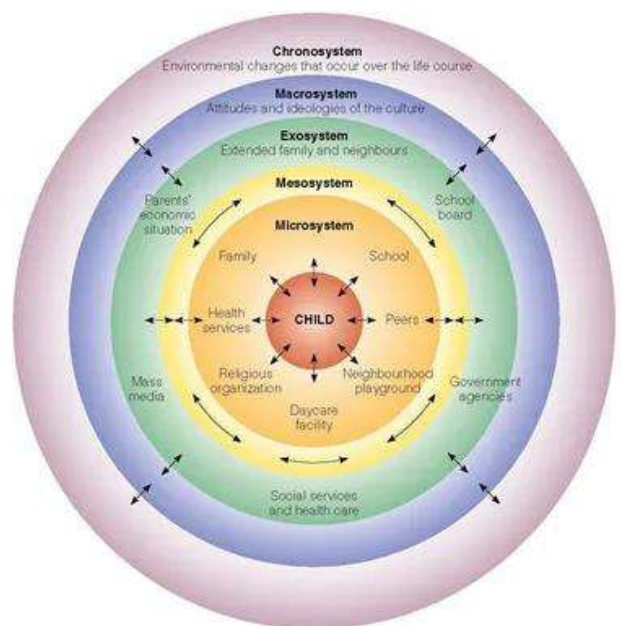 Chronosystem
Environmental changes that occur over the life course
Macrosystem
Attitudes and ideologies of the culture
Exosystem
Extended family and neighbours
Mesosystem
Parents'
economic
situation
School
board
Microsystem
Family
School
Health
services
CHILD
Peers
Religious
organization
Neighbourhood
playground
Mass
media
Government
agencies
Daycare
facility
Social services
and health care